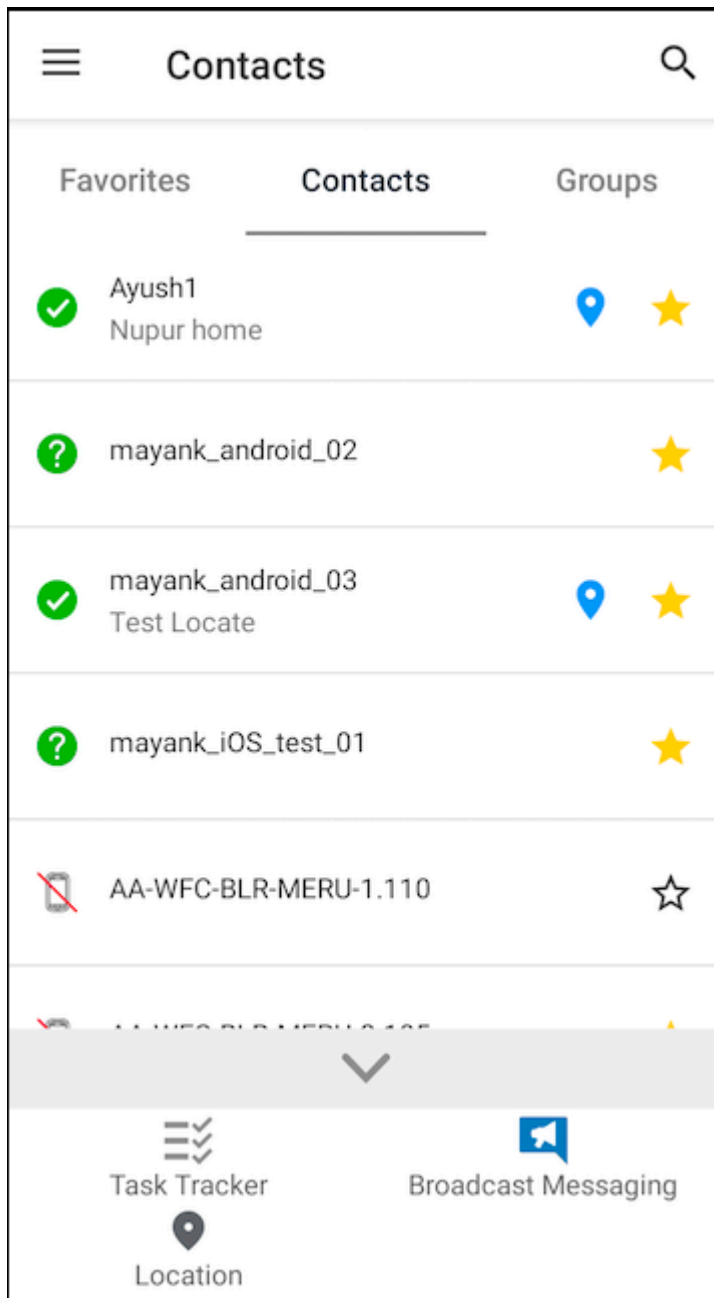 Contacts
Favorites Contacts Groups
Ayush1
Nupur home
mayank_android_02
mayank_android_03
Test Locate
mayank_iOS_test_01
AA-WFC-BLR-MERU-1.110
Task Tracker Broadcast Messaging
Location